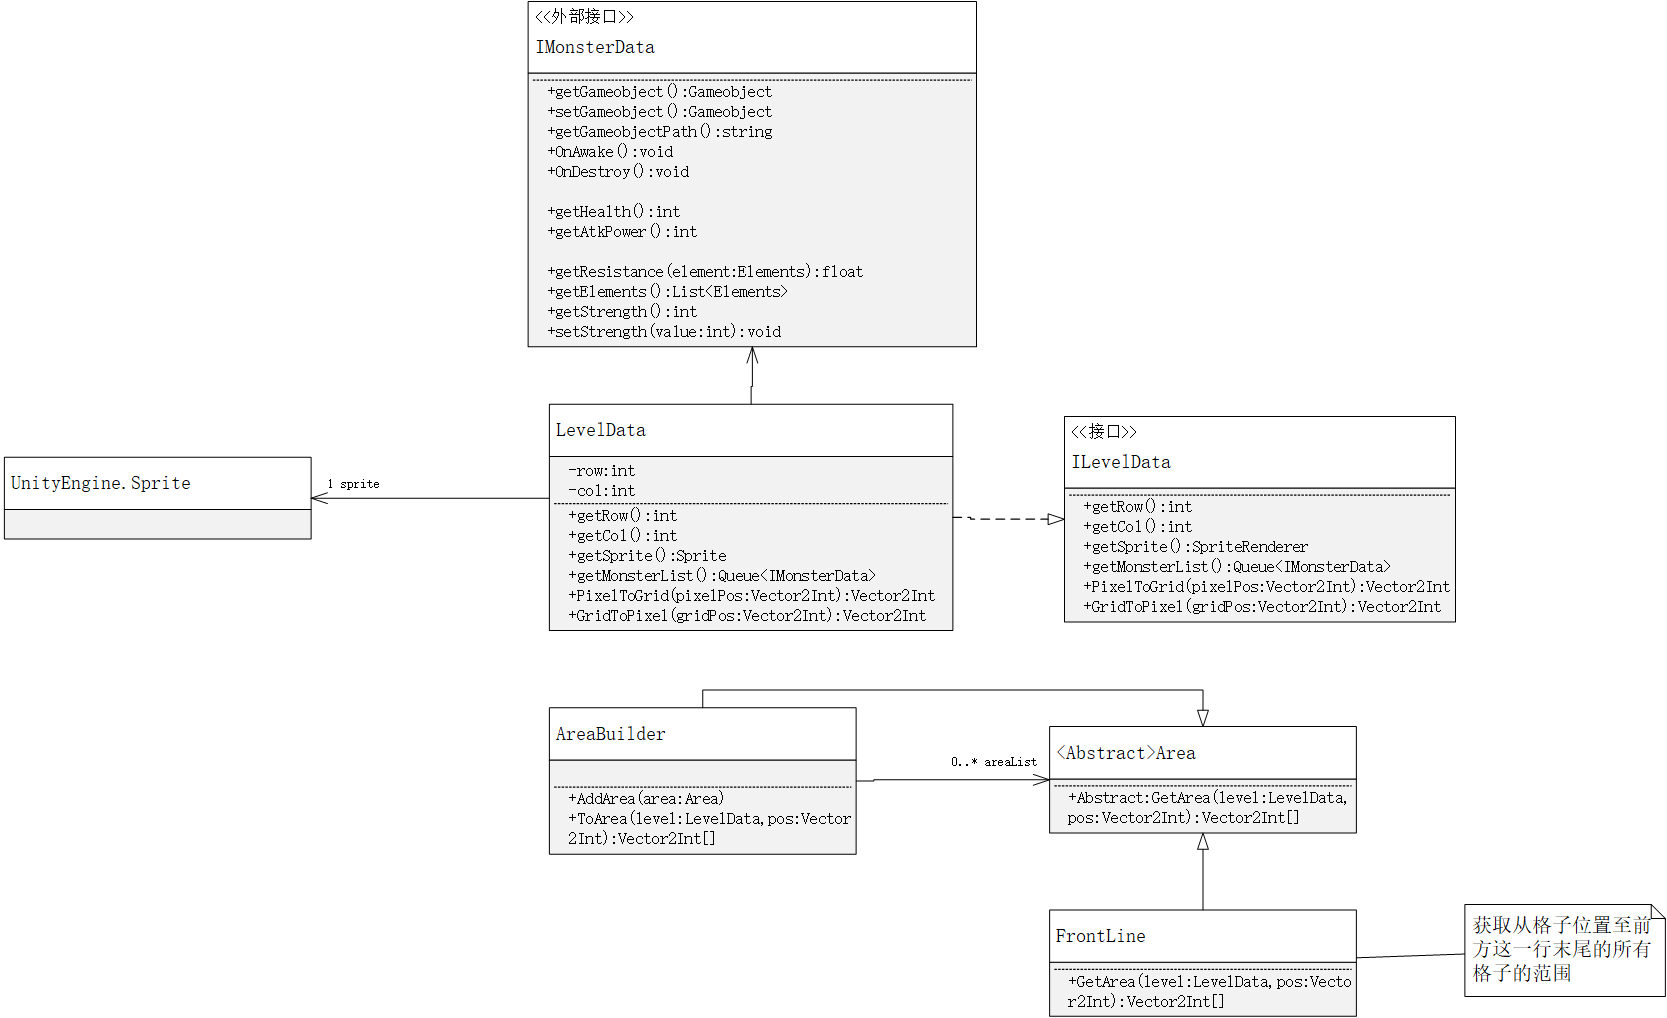 <<外部接口>>
IMonsterData
+getGameobject():Gameobject
+setGameobject():Gameobject
+getGameobjectPath():string
+OnAwake():void
+OnDestroy():void
+getHealth():int
+getAtkPower():int
+getResistance(element:Elements):float
+getElements():List<Elements>
+getStrength():int
+setStrength(value:int):void
UnityEngine.Sprite
1 sprite
LevelData
-row:int
-col:int
+getRow():int
+getCol():int
+getSprite():Sprite
+getMonsterList():Queue<IMonsterData>
+PixelToGrid(pixelPos:Vector2Int):Vector2Int
+GridToPixel(gridPos:Vector2Int):Vector2Int
<<接口>>
ILevelData
+getRow():int
+getCol():int
+getSprite():SpriteRenderer
+getMonsterList():Queue<IMonsterData>
+PixelToGrid(pixelPos:Vector2Int):Vector2Int
+GridToPixel(gridPos:Vector2Int):Vector2Int
AreaBuilder
+AddArea(area:Area)
+ToArea(level:LevelData,pos:Vector
2Int):Vector2Int[]
0..* areaList
<Abstract>Area
+Abstract:GetArea(level:LevelData,
pos:Vector2Int):Vector2Int[]
FrontLine
+GetArea(level:LevelData,pos:Vecto
r2Int):Vector2Int[]
获取从格子位置至前
方这一行末尾的所有
格子的范围